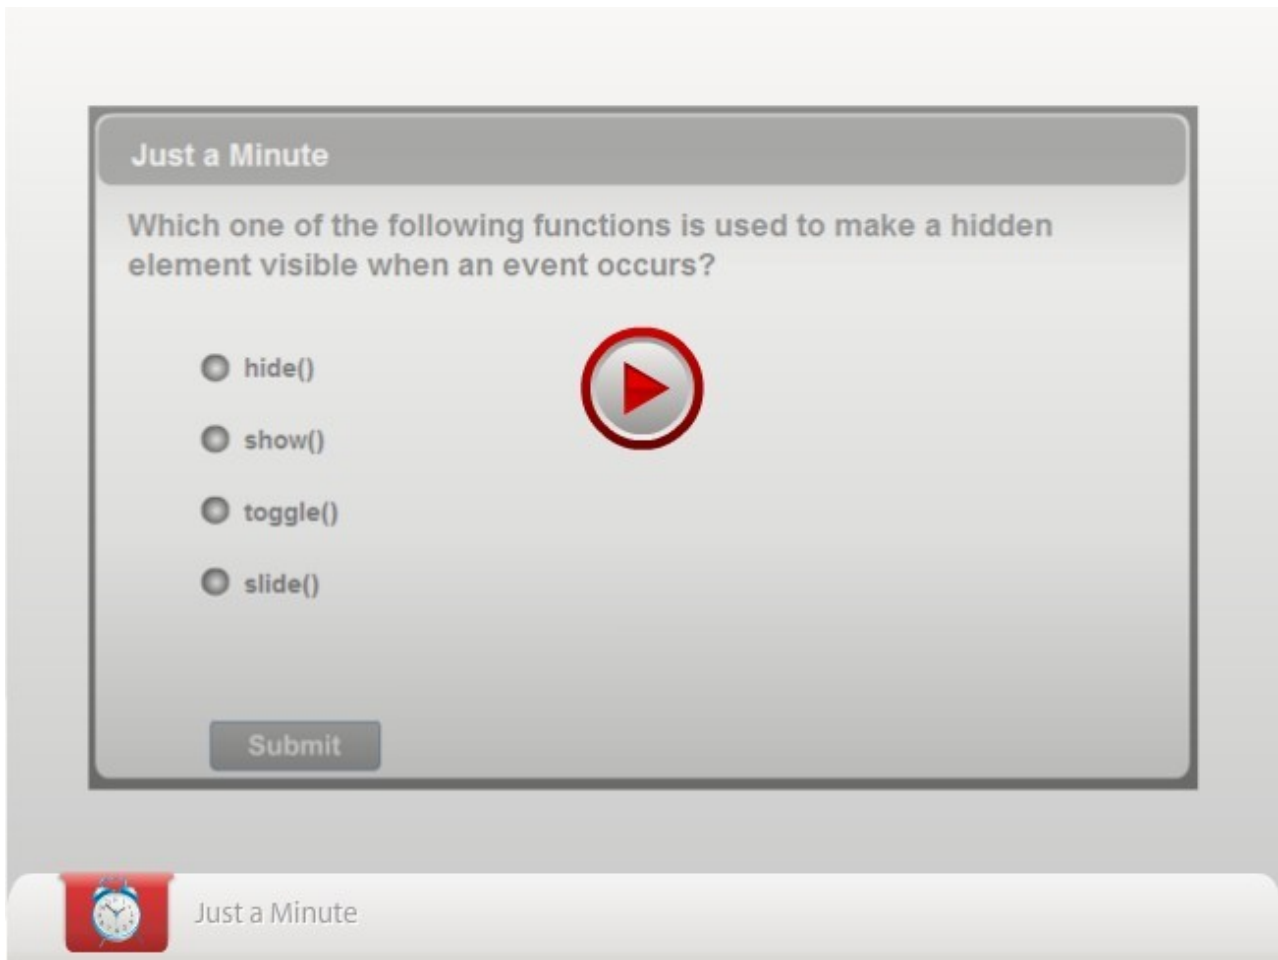 Just a Minute
Which one of the following functions is used to make a hidden
element visible when an event occurs?
hide()
show()
toggle()
slide()
Submit
Just a Minute